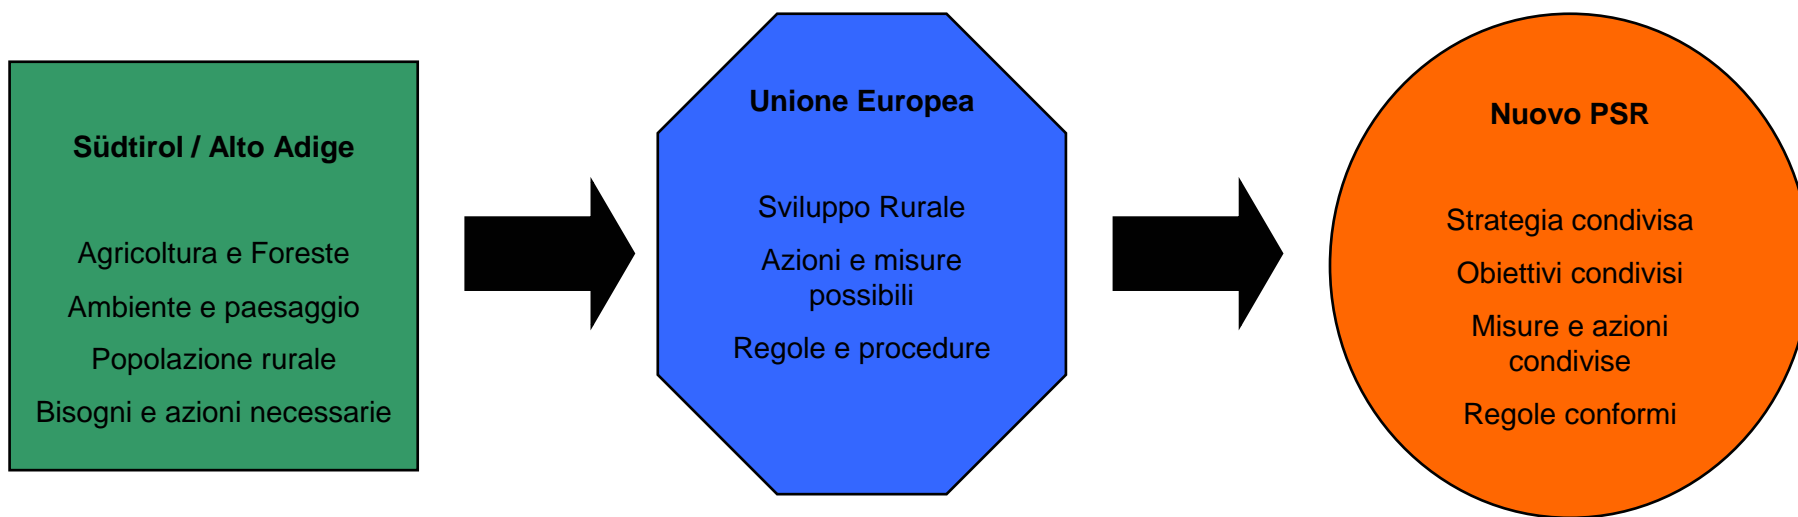 Südtirol / Alto Adige
Agricoltura e Foreste
Ambiente e paesaggio
Popolazione rurale
Bisogni e azioni necessarie
Unione Europea
Sviluppo Rurale
Azioni e misure
possibili
Regole e procedure
Nuovo PSR
Strategia condivisa
Obiettivi condivisi
Misure e azioni
condivise
Regole conformi